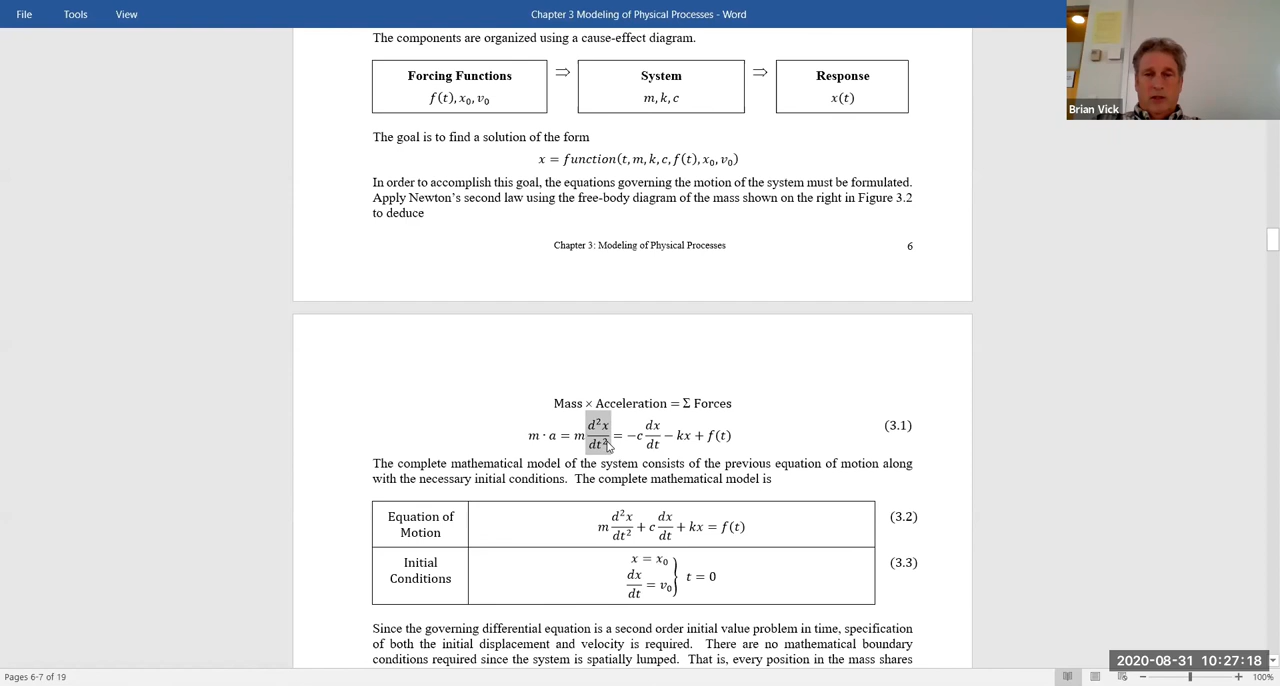 File Tools View Chapter 3 Modeling of Physical Processes - Word
The components are organized using a cause-effect diagram.
Forcing Functions ⇒ System ⇒ Response
f(t), x₀, v₀ m, k, c x(t)
The goal is to find a solution of the form
x = function(t, m, k, c, f(t), x₀, v₀)
In order to accomplish this goal, the equations governing the motion of the system must be formulated.
Apply Newton's second law using the free-body diagram of the mass shown on the right in Figure 3.2
to deduce
Chapter 3: Modeling of Physical Processes 6
Mass × Acceleration = Σ Forces
m · a = m d²x/dt² = −c dx/dt − kx + f(t) (3.1)
The complete mathematical model of the system consists of the previous equation of motion along
with the necessary initial conditions. The complete mathematical model is
Equation of
Motion
m d²x/dt² + c dx/dt + kx = f(t) (3.2)
Initial
Conditions
x = x₀
dx/dt = v₀ } t = 0 (3.3)
Since the governing differential equation is a second order initial value problem in time, specification
of both the initial displacement and velocity is required. There are no mathematical boundary
conditions required since the system is spatially lumped. That is, every position in the mass shares
Brian Vick
2020-08-31 10:27:18
Pages 6-7 of 19 100%